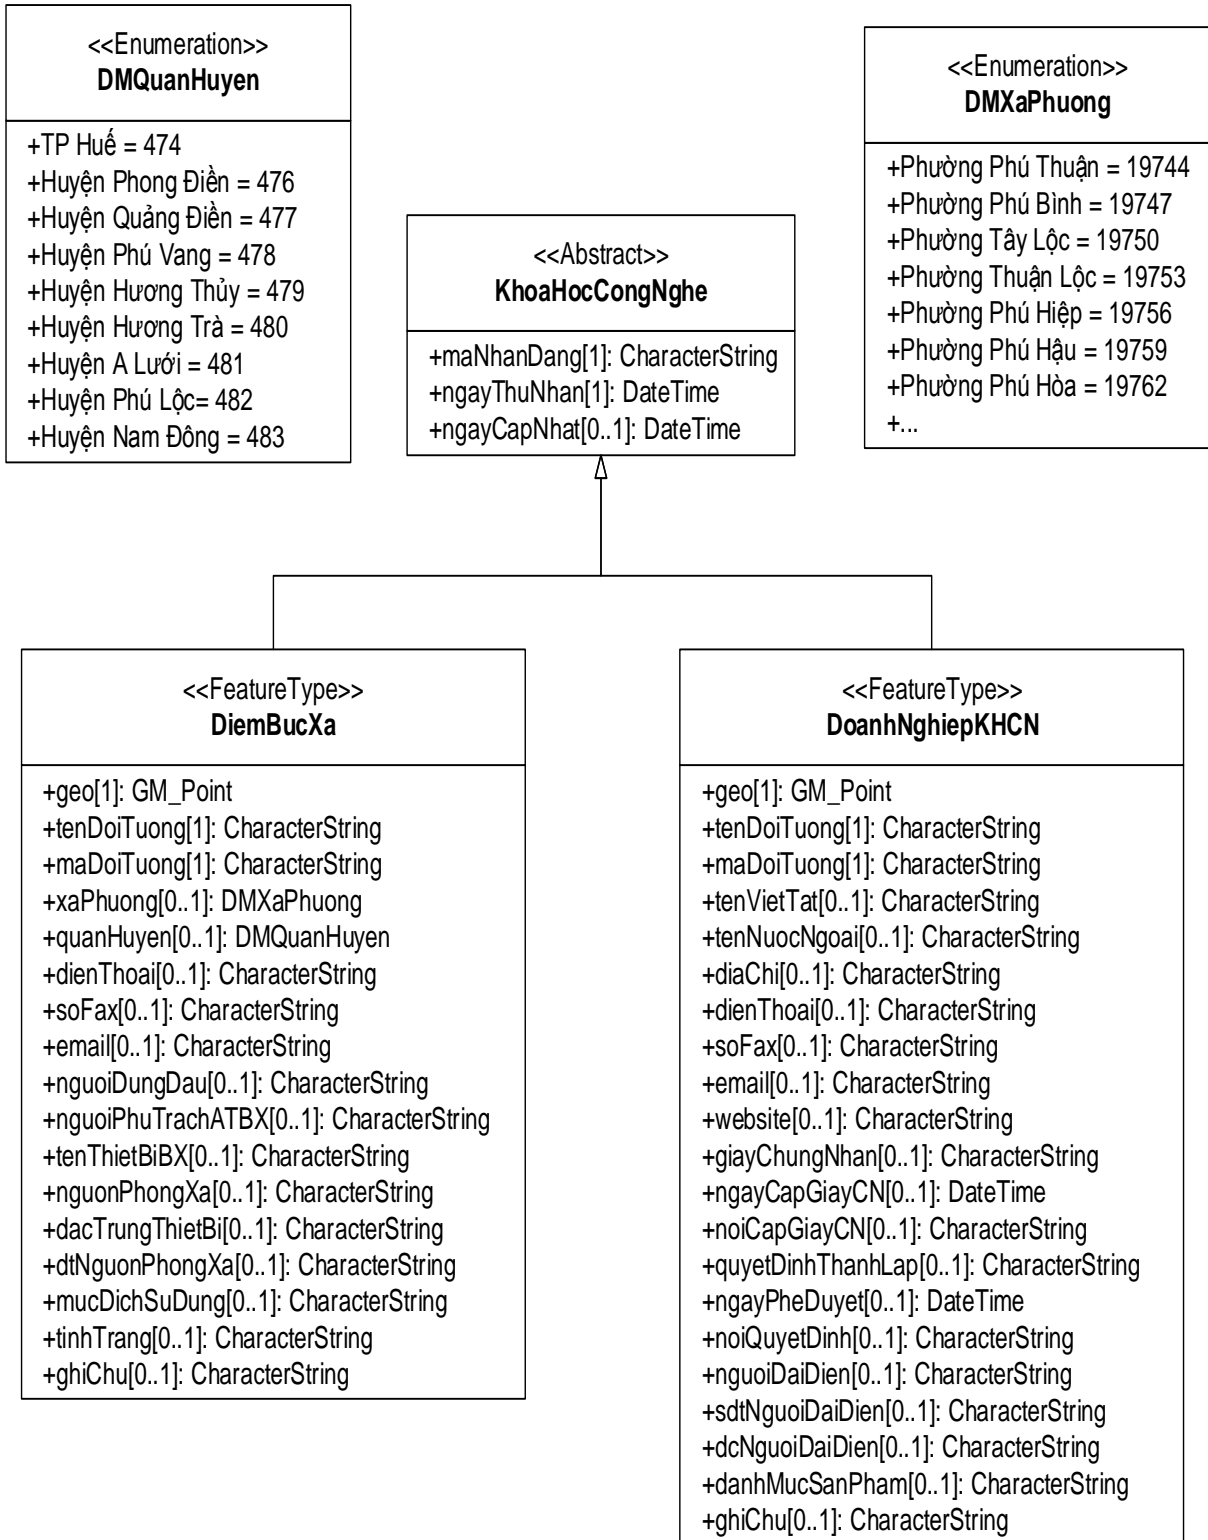 <<Enumeration>>
DMQuanHuyen
+TP Huế = 474
+Huyện Phong Điền = 476
+Huyện Quảng Điền = 477
+Huyện Phú Vang = 478
+Huyện Hương Thủy = 479
+Huyện Hương Trà = 480
+Huyện A Lưới = 481
+Huyện Phú Lộc= 482
+Huyện Nam Đông = 483
<<Abstract>>
KhoaHocCongNghe
+maNhanDang[1]: CharacterString
+ngayThuNhan[1]: DateTime
+ngayCapNhat[0..1]: DateTime
<<Enumeration>>
DMXaPhuong
+Phường Phú Thuận = 19744
+Phường Phú Bình = 19747
+Phường Tây Lộc = 19750
+Phường Thuận Lộc = 19753
+Phường Phú Hiệp = 19756
+Phường Phú Hậu = 19759
+Phường Phú Hòa = 19762
+...
<<FeatureType>>
DiemBucXa
+geo[1]: GM_Point
+tenDoiTuong[1]: CharacterString
+maDoiTuong[1]: CharacterString
+xaPhuong[0..1]: DMXaPhuong
+quanHuyen[0..1]: DMQuanHuyen
+dienThoai[0..1]: CharacterString
+soFax[0..1]: CharacterString
+email[0..1]: CharacterString
+nguoiDungDau[0..1]: CharacterString
+nguoiPhuTrachATBX[0..1]: CharacterString
+tenThietBiBX[0..1]: CharacterString
+nguonPhongXa[0..1]: CharacterString
+dacTrungThietBi[0..1]: CharacterString
+dtNguonPhongXa[0..1]: CharacterString
+mucDichSuDung[0..1]: CharacterString
+tinhTrang[0..1]: CharacterString
+ghiChu[0..1]: CharacterString
<<FeatureType>>
DoanhNghiepKHCN
+geo[1]: GM_Point
+tenDoiTuong[1]: CharacterString
+maDoiTuong[1]: CharacterString
+tenVietTat[0..1]: CharacterString
+tenNuocNgoai[0..1]: CharacterString
+diaChi[0..1]: CharacterString
+dienThoai[0..1]: CharacterString
+soFax[0..1]: CharacterString
+email[0..1]: CharacterString
+website[0..1]: CharacterString
+giayChungNhan[0..1]: CharacterString
+ngayCapGiayCN[0..1]: DateTime
+noiCapGiayCN[0..1]: CharacterString
+quyetDinhThanhLap[0..1]: CharacterString
+ngayPheDuyet[0..1]: DateTime
+noiQuyetDinh[0..1]: CharacterString
+nguoiDaiDien[0..1]: CharacterString
+sdtNguoiDaiDien[0..1]: CharacterString
+dcNguoiDaiDien[0..1]: CharacterString
+danhMucSanPham[0..1]: CharacterString
+ghiChu[0..1]: CharacterString